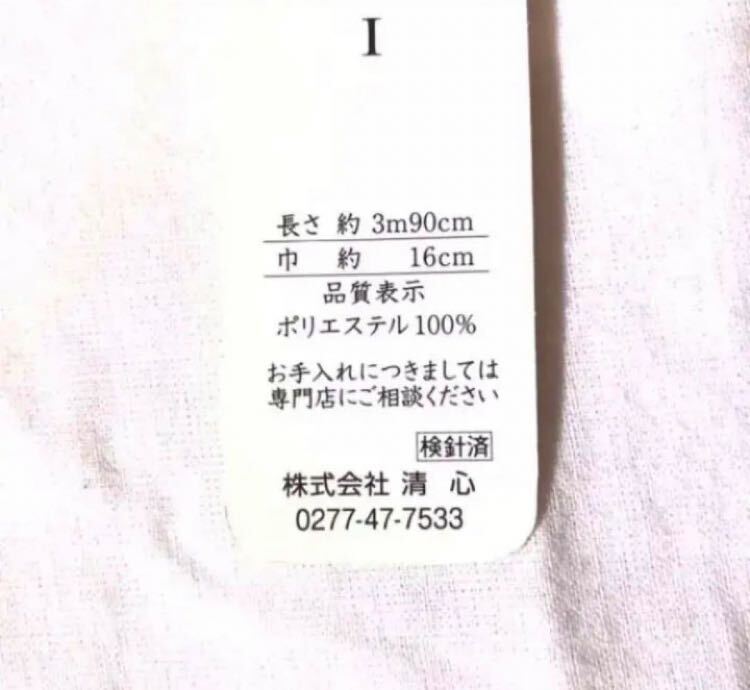 I
長さ 約 3m90cm
巾 約 16cm
品質表示
ポリエステル100%
お手入れにつきましては
専門店にご相談ください
検針済
株式会社 清 心
0277-47-7533